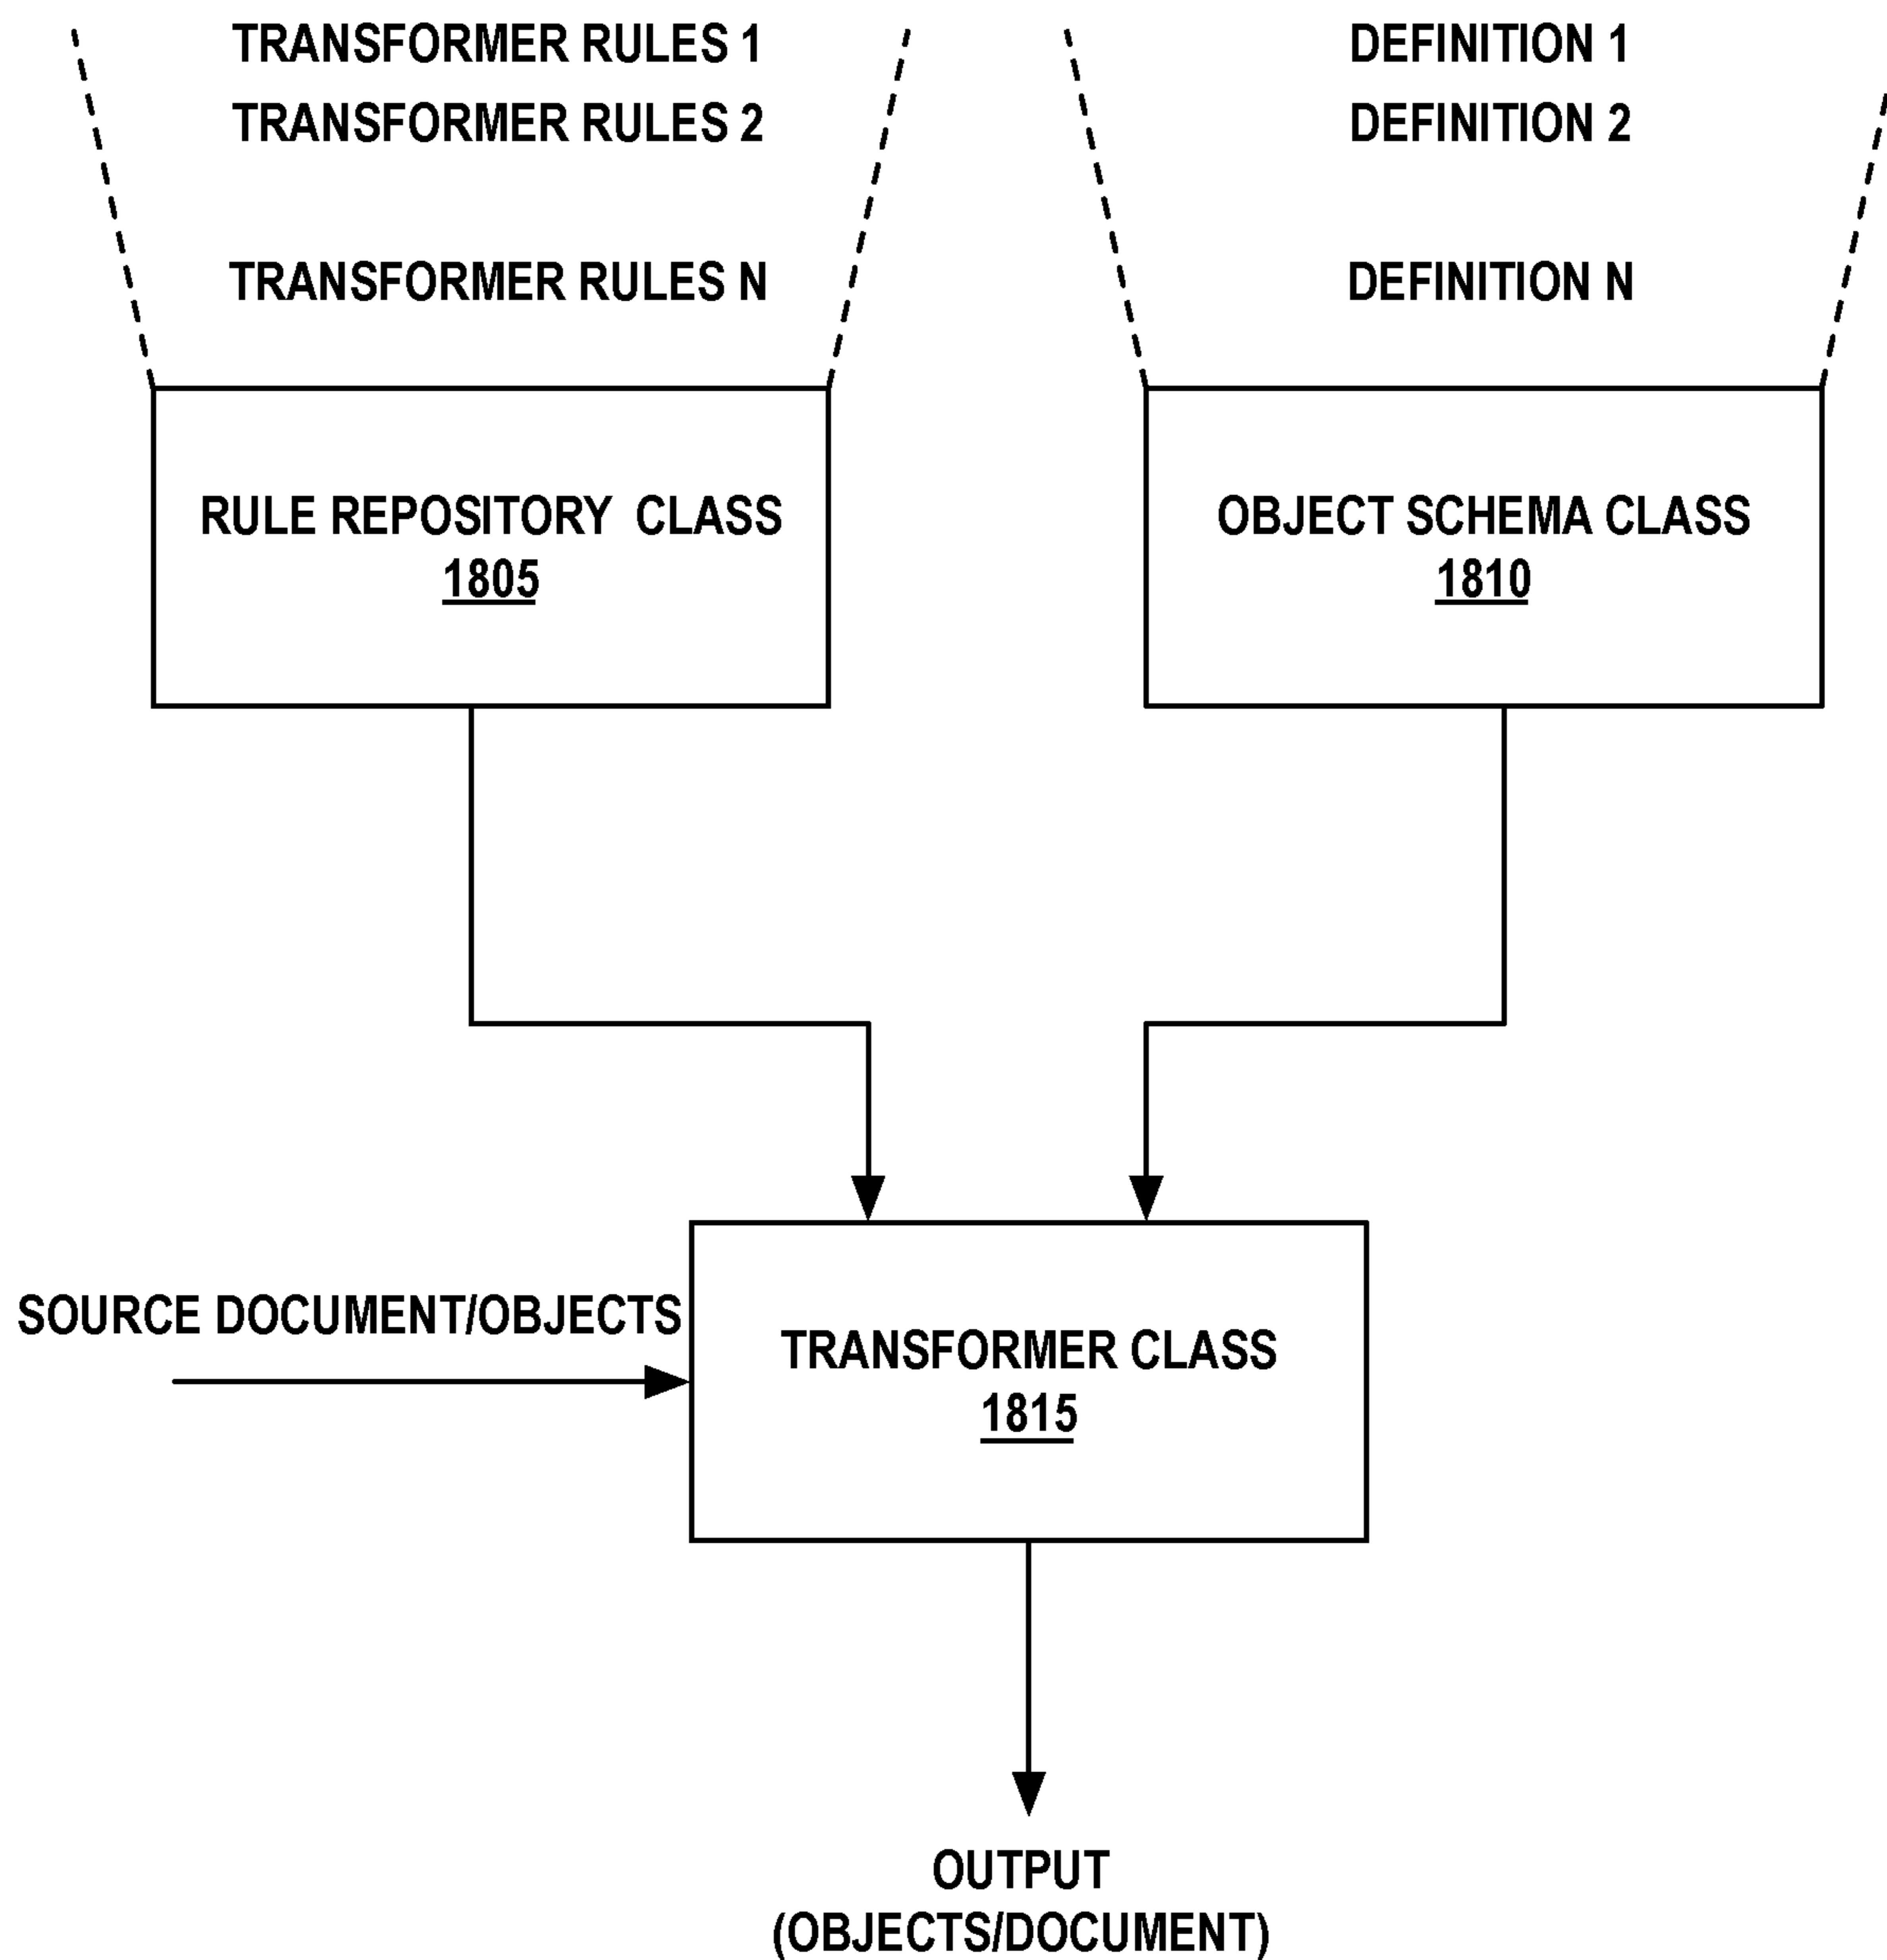 TRANSFORMER RULES 1
TRANSFORMER RULES 2
TRANSFORMER RULES N
DEFINITION 1
DEFINITION 2
DEFINITION N
RULE REPOSITORY CLASS
1805
OBJECT SCHEMA CLASS
1810
SOURCE DOCUMENT/OBJECTS
TRANSFORMER CLASS
1815
OUTPUT
(OBJECTS/DOCUMENT)